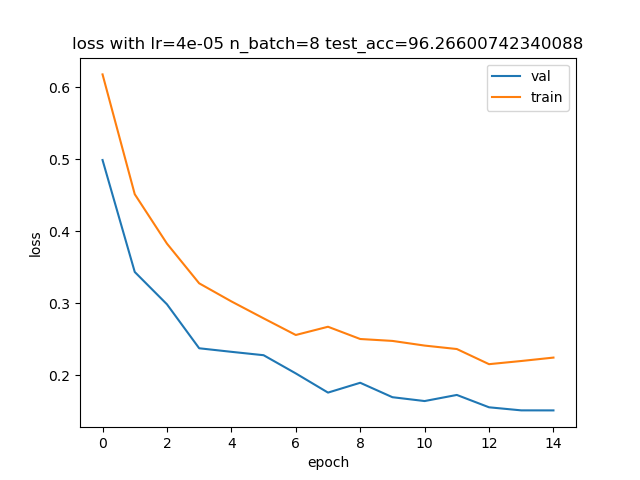 loss with lr=4e-05 n_batch=8 test_acc=96.26600742340088
val
train
0.6
0.5
0.4
0.3
0.2
loss
0 2 4 6 8 10 12 14
epoch